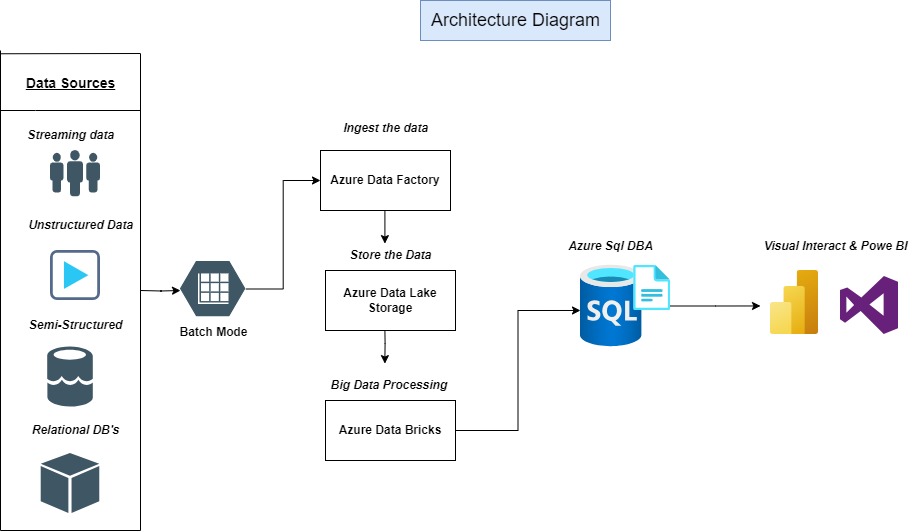 Architecture Diagram
Data Sources
Streaming data
Unstructured Data
Semi-Structured
Relational DB's
Batch Mode
Ingest the data
Azure Data Factory
Store the Data
Azure Data Lake
Storage
Big Data Processing
Azure Data Bricks
Azure Sql DBA
SQL
Visual Interact & Powe BI